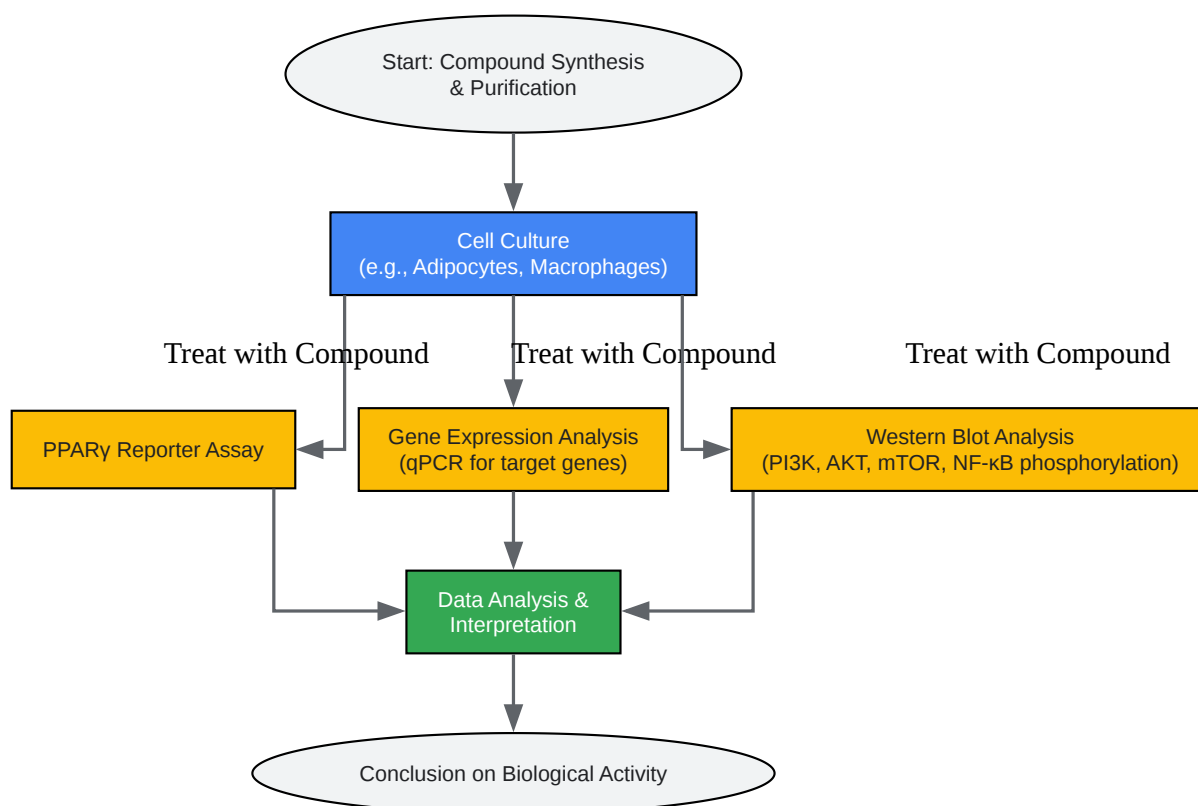 Start: Compound Synthesis
& Purification
Cell Culture
(e.g., Adipocytes, Macrophages)
Treat with Compound
Treat with Compound
Treat with Compound
PPARγ Reporter Assay
Gene Expression Analysis
(qPCR for target genes)
Western Blot Analysis
(PI3K, AKT, mTOR, NF-κB phosphorylation)
Data Analysis &
Interpretation
Conclusion on Biological Activity